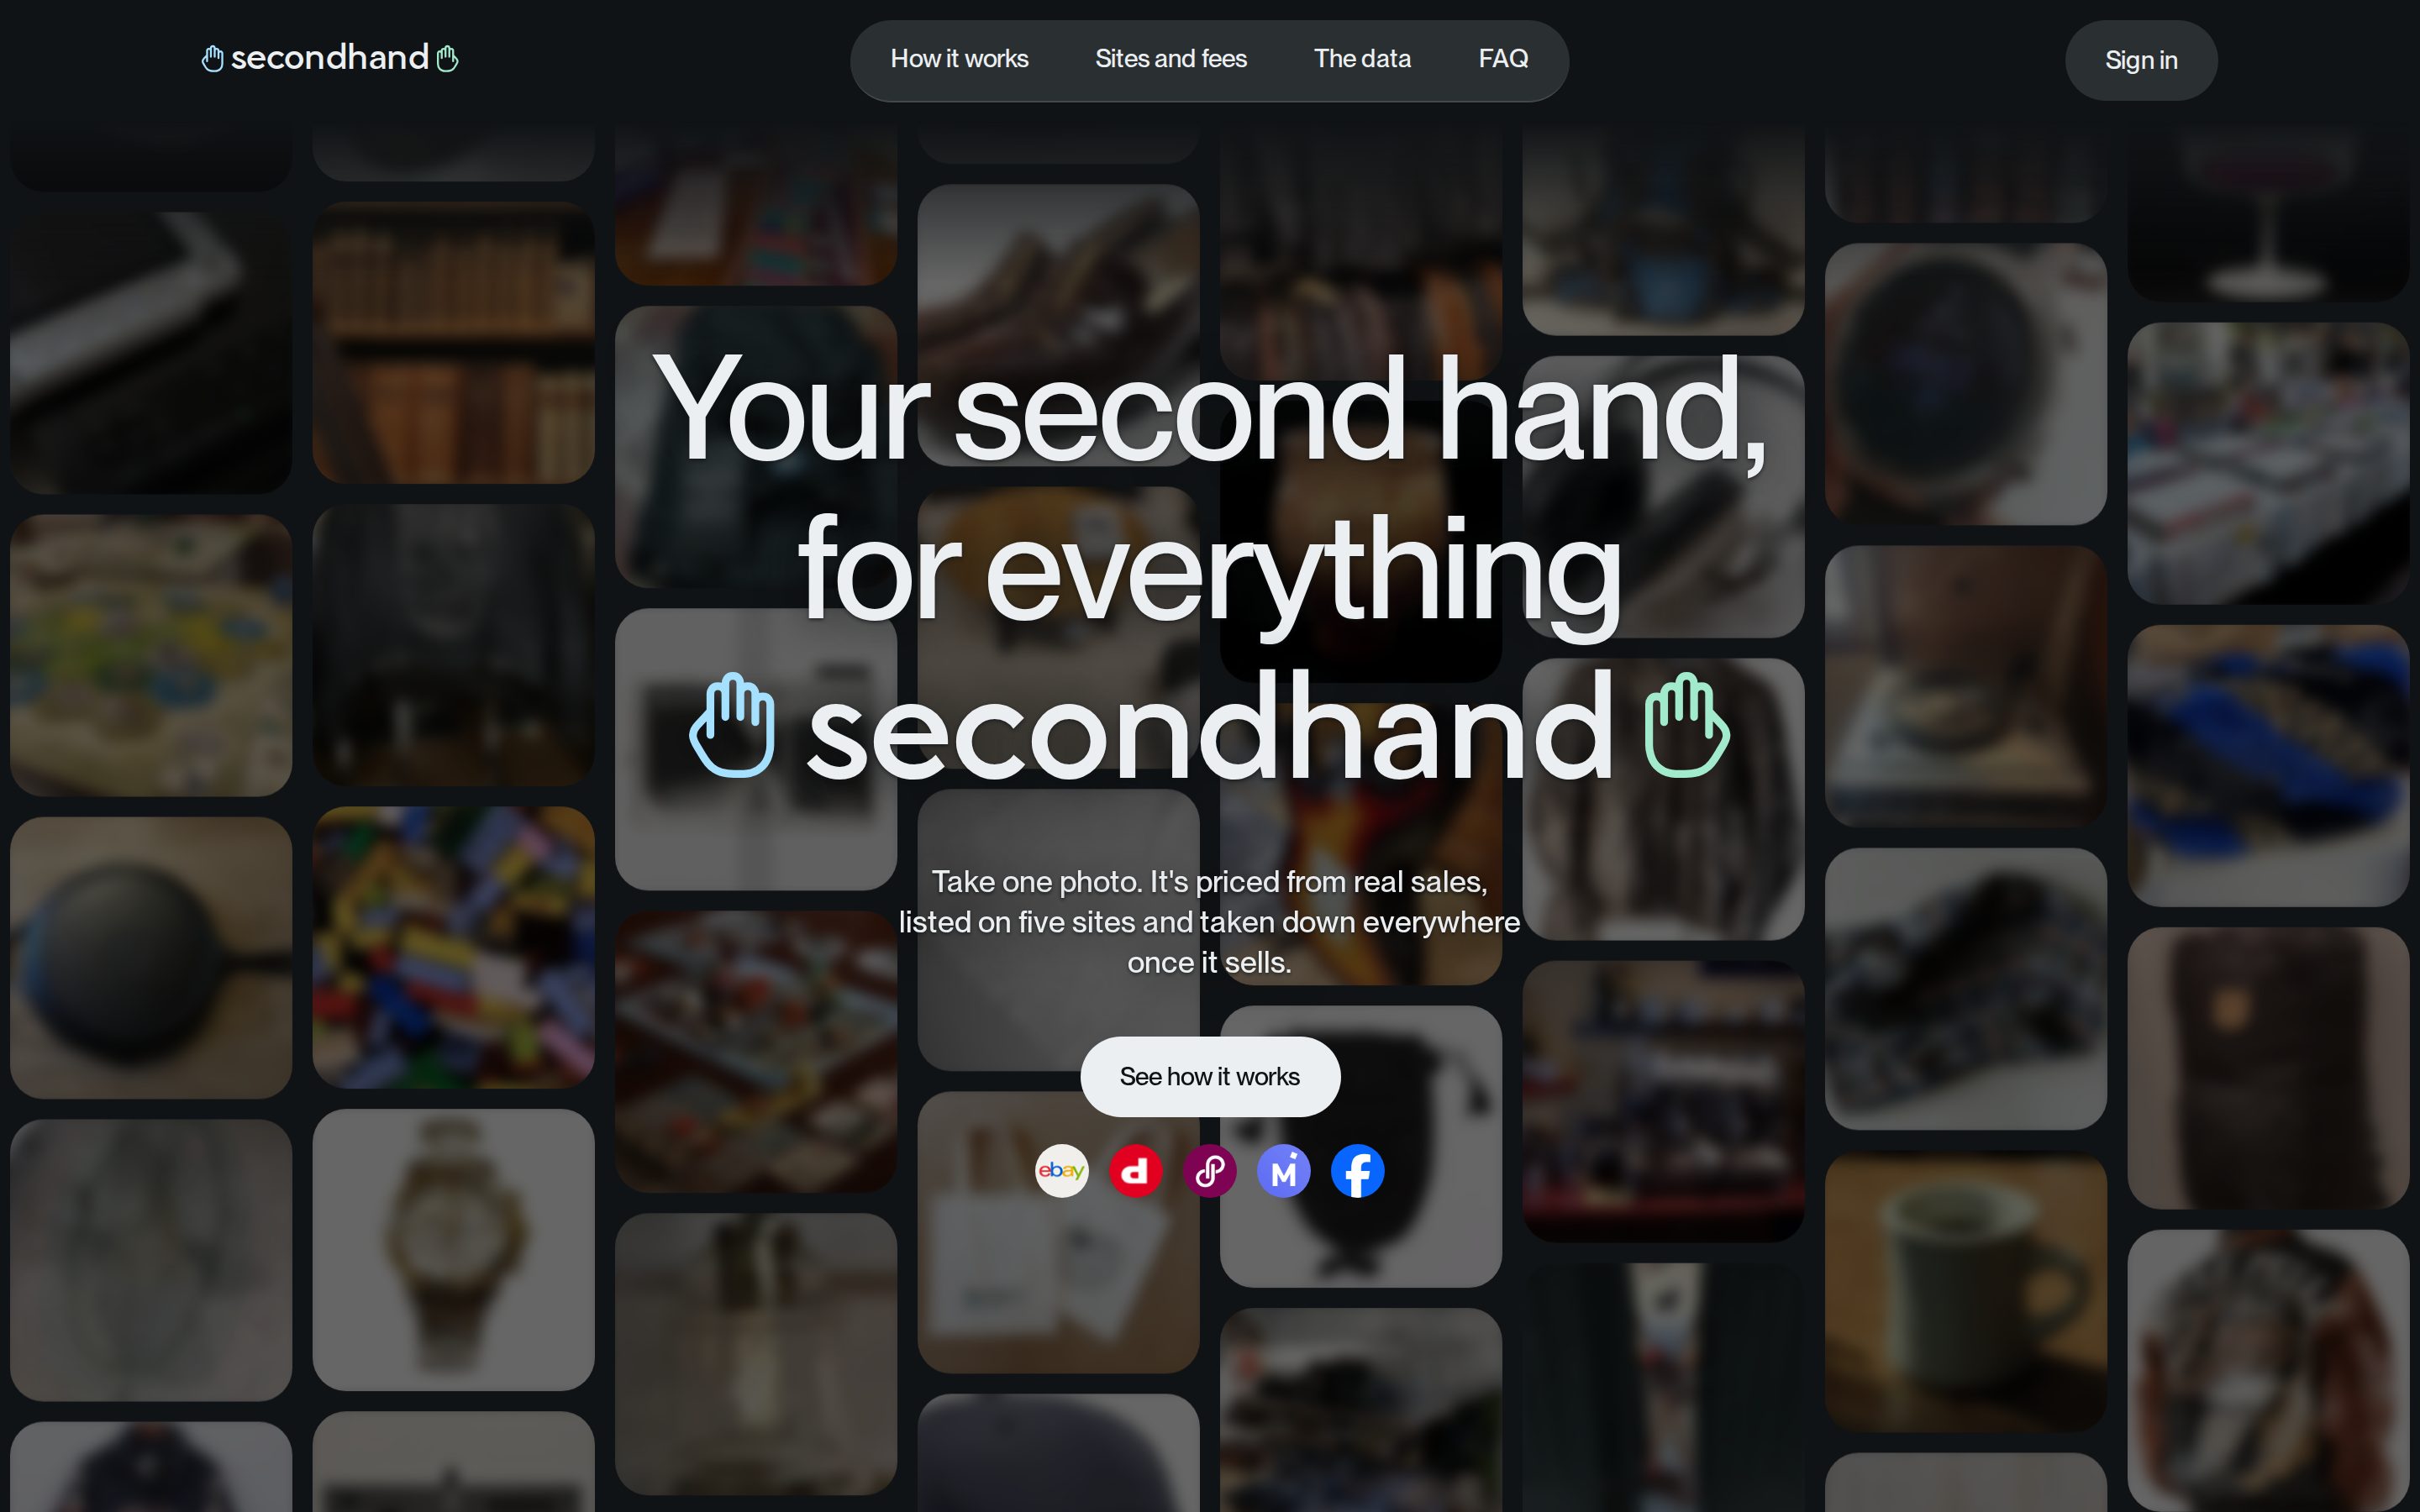 secondhand
How it works
Sites and fees
The data
FAQ
Sign in
Your second hand,
for everything
secondhand
Take one photo. It's priced from real sales,
listed on five sites and taken down everywhere
once it sells.
See how it works
ebay